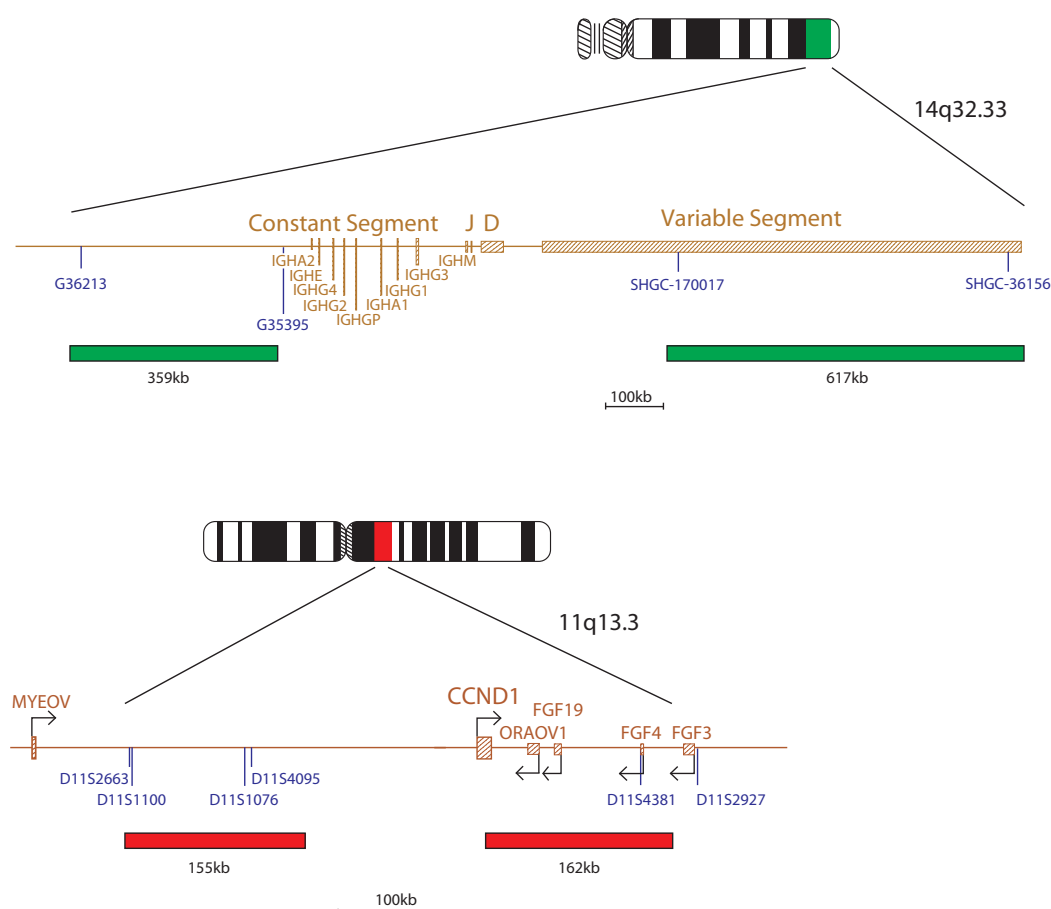 14q32.33
Constant Segment J D Variable Segment
IGHA2
IGHE
IGHG4
IGHG2
IGHGP
IGHA1
IGHG1
IGHG3
IGHM
G36213
G35395
SHGC-170017
SHGC-36156
359kb
617kb
100kb
11q13.3
MYEOV
CCND1
FGF19
ORAOV1
FGF4
FGF3
D11S2663
D11S1100
D11S4095
D11S1076
D11S4381
D11S2927
155kb
162kb
100kb